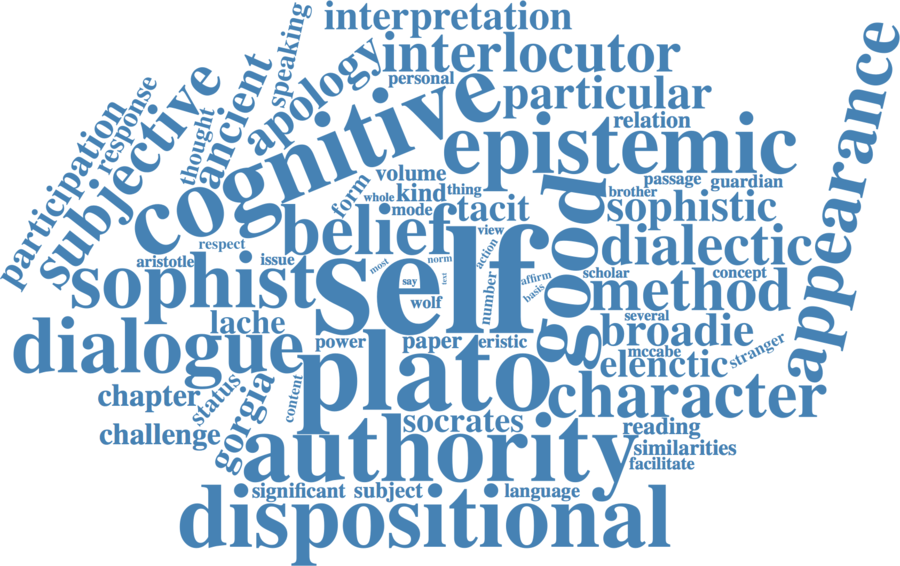 interpretation
speaking
apology
interlocutor
personal
cognitive
particular
appearance
ancient
subjective
response
participation
thought
relation
epistemic
volume
form
whole
kind
thing
mode
tacit
passage
guardian
brother
good
sophistic
belief
view
respect
aristotle
issue
self
most
say
norm
text
action
dialectic
sophist
wolf
number
affirm
basis
scholar
concept
method
several
lache
broadie
dialogue
power
paper
eristic
mccabe
stranger
elenctic
plato
chapter
status
content
character
gorgia
challenge
socrates
reading
authority
similarities
facilitate
significant
subject
language
dispositional